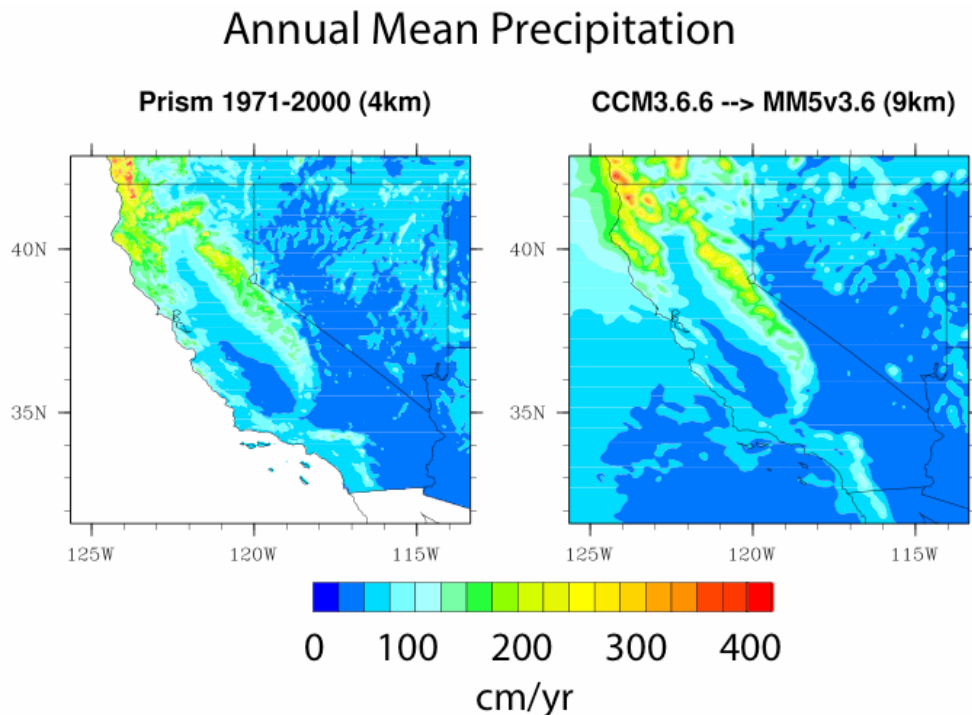 Annual Mean Precipitation
Prism 1971-2000 (4km)
CCM3.6.6 --> MM5v3.6 (9km)
40N
40N
35N
35N
125W 120W 115W
125W 120W 115W
0 100 200 300 400
cm/yr